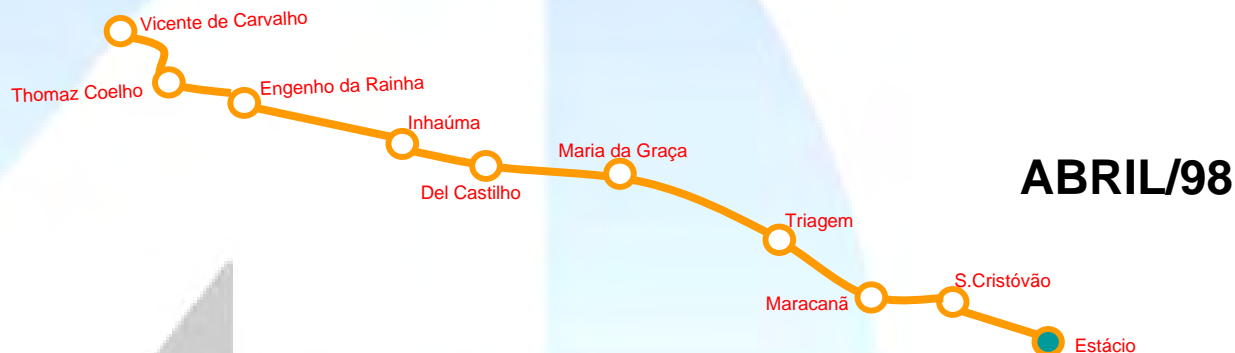 Vicente de Carvalho
Thomaz Coelho
Engenho da Rainha
Inhaúma
Del Castilho
Maria da Graça
ABRIL/98
Triagem
Maracanã
S.Cristóvão
Estácio